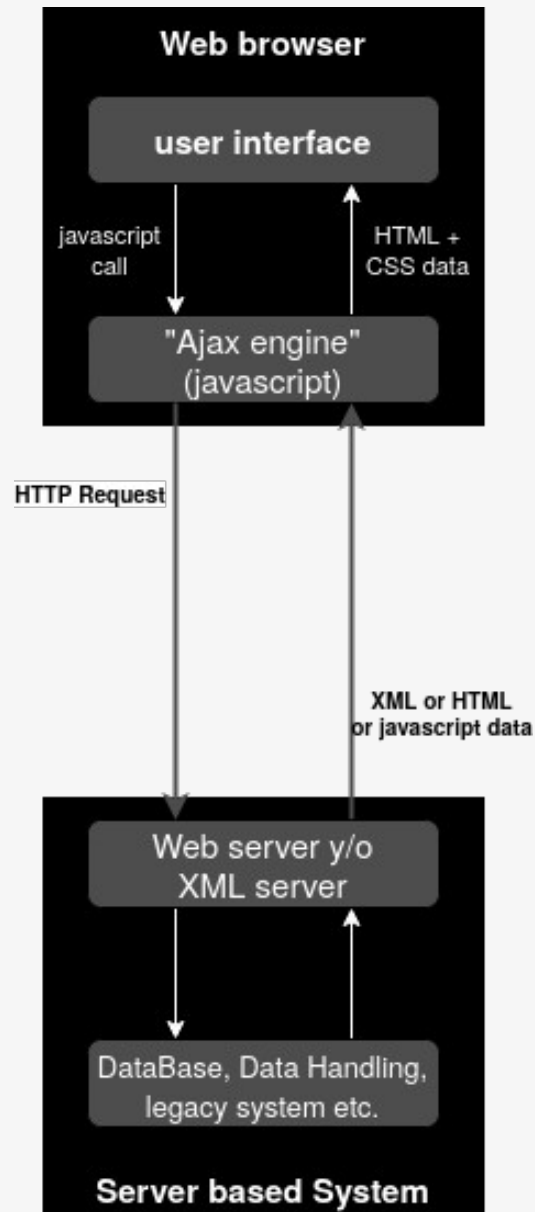 Web browser
user interface
javascript
call
HTML +
CSS data
"Ajax engine"
(javascript)
HTTP Request
XML or HTML
or javascript data
Web server y/o
XML server
DataBase, Data Handling,
legacy system etc.
Server based System